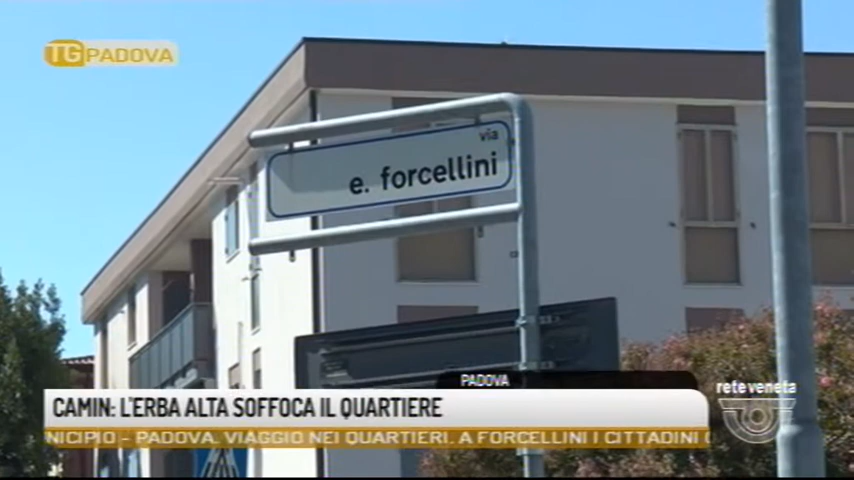 TG PADOVA
via
e. forcellini
PADOVA
CAMIN: L'ERBA ALTA SOFFOCA IL QUARTIERE
rete veneta
NICIPIO - PADOVA, VIAGGIO NEI QUARTIERI. A FORCELLINI I CITTADINI